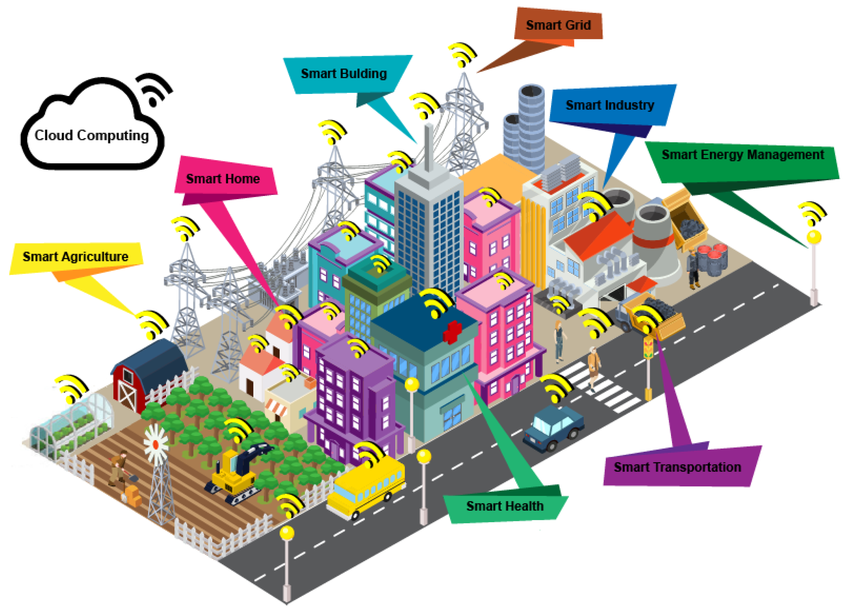 Smart Grid
Smart Bulding
Smart Industry
Cloud Computing
Smart Energy Management
Smart Home
Smart Agriculture
Smart Transportation
Smart Health